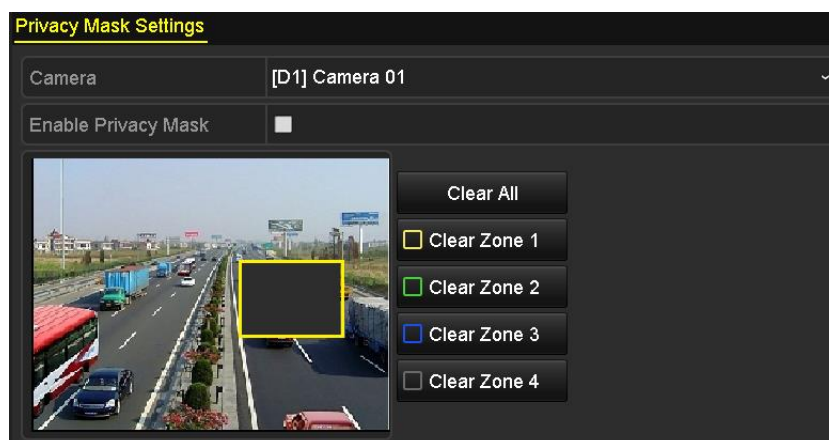 Privacy Mask Settings
Camera
[D1] Camera 01
Enable Privacy Mask
Clear All
Clear Zone 1
Clear Zone 2
Clear Zone 3
Clear Zone 4